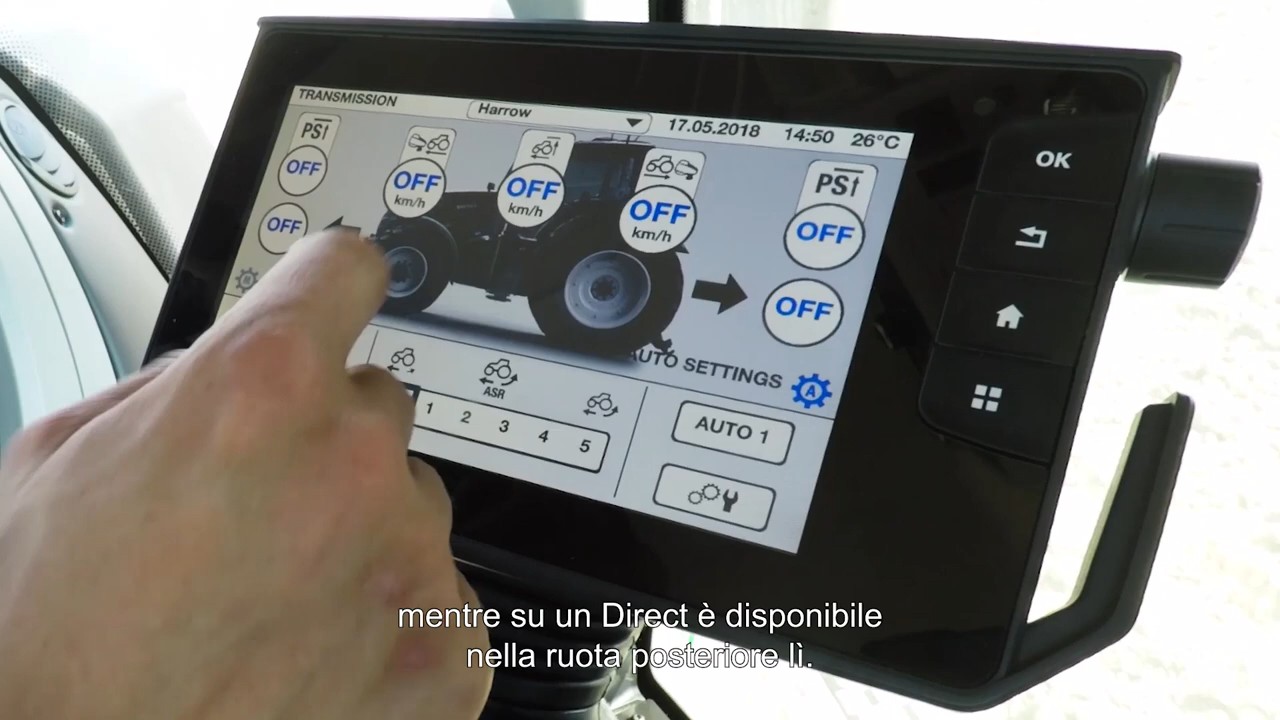 TRANSMISSION
Harrow
17.05.2018 14:50 26°C
PS
OFF
OFF
OFF
km/h
OFF
km/h
OFF
km/h
PS
OFF
OFF
AUTO SETTINGS
A
ASR
1 2 3 4 5
AUTO 1
OK
mentre su un Direct è disponibile
nella ruota posteriore lì.